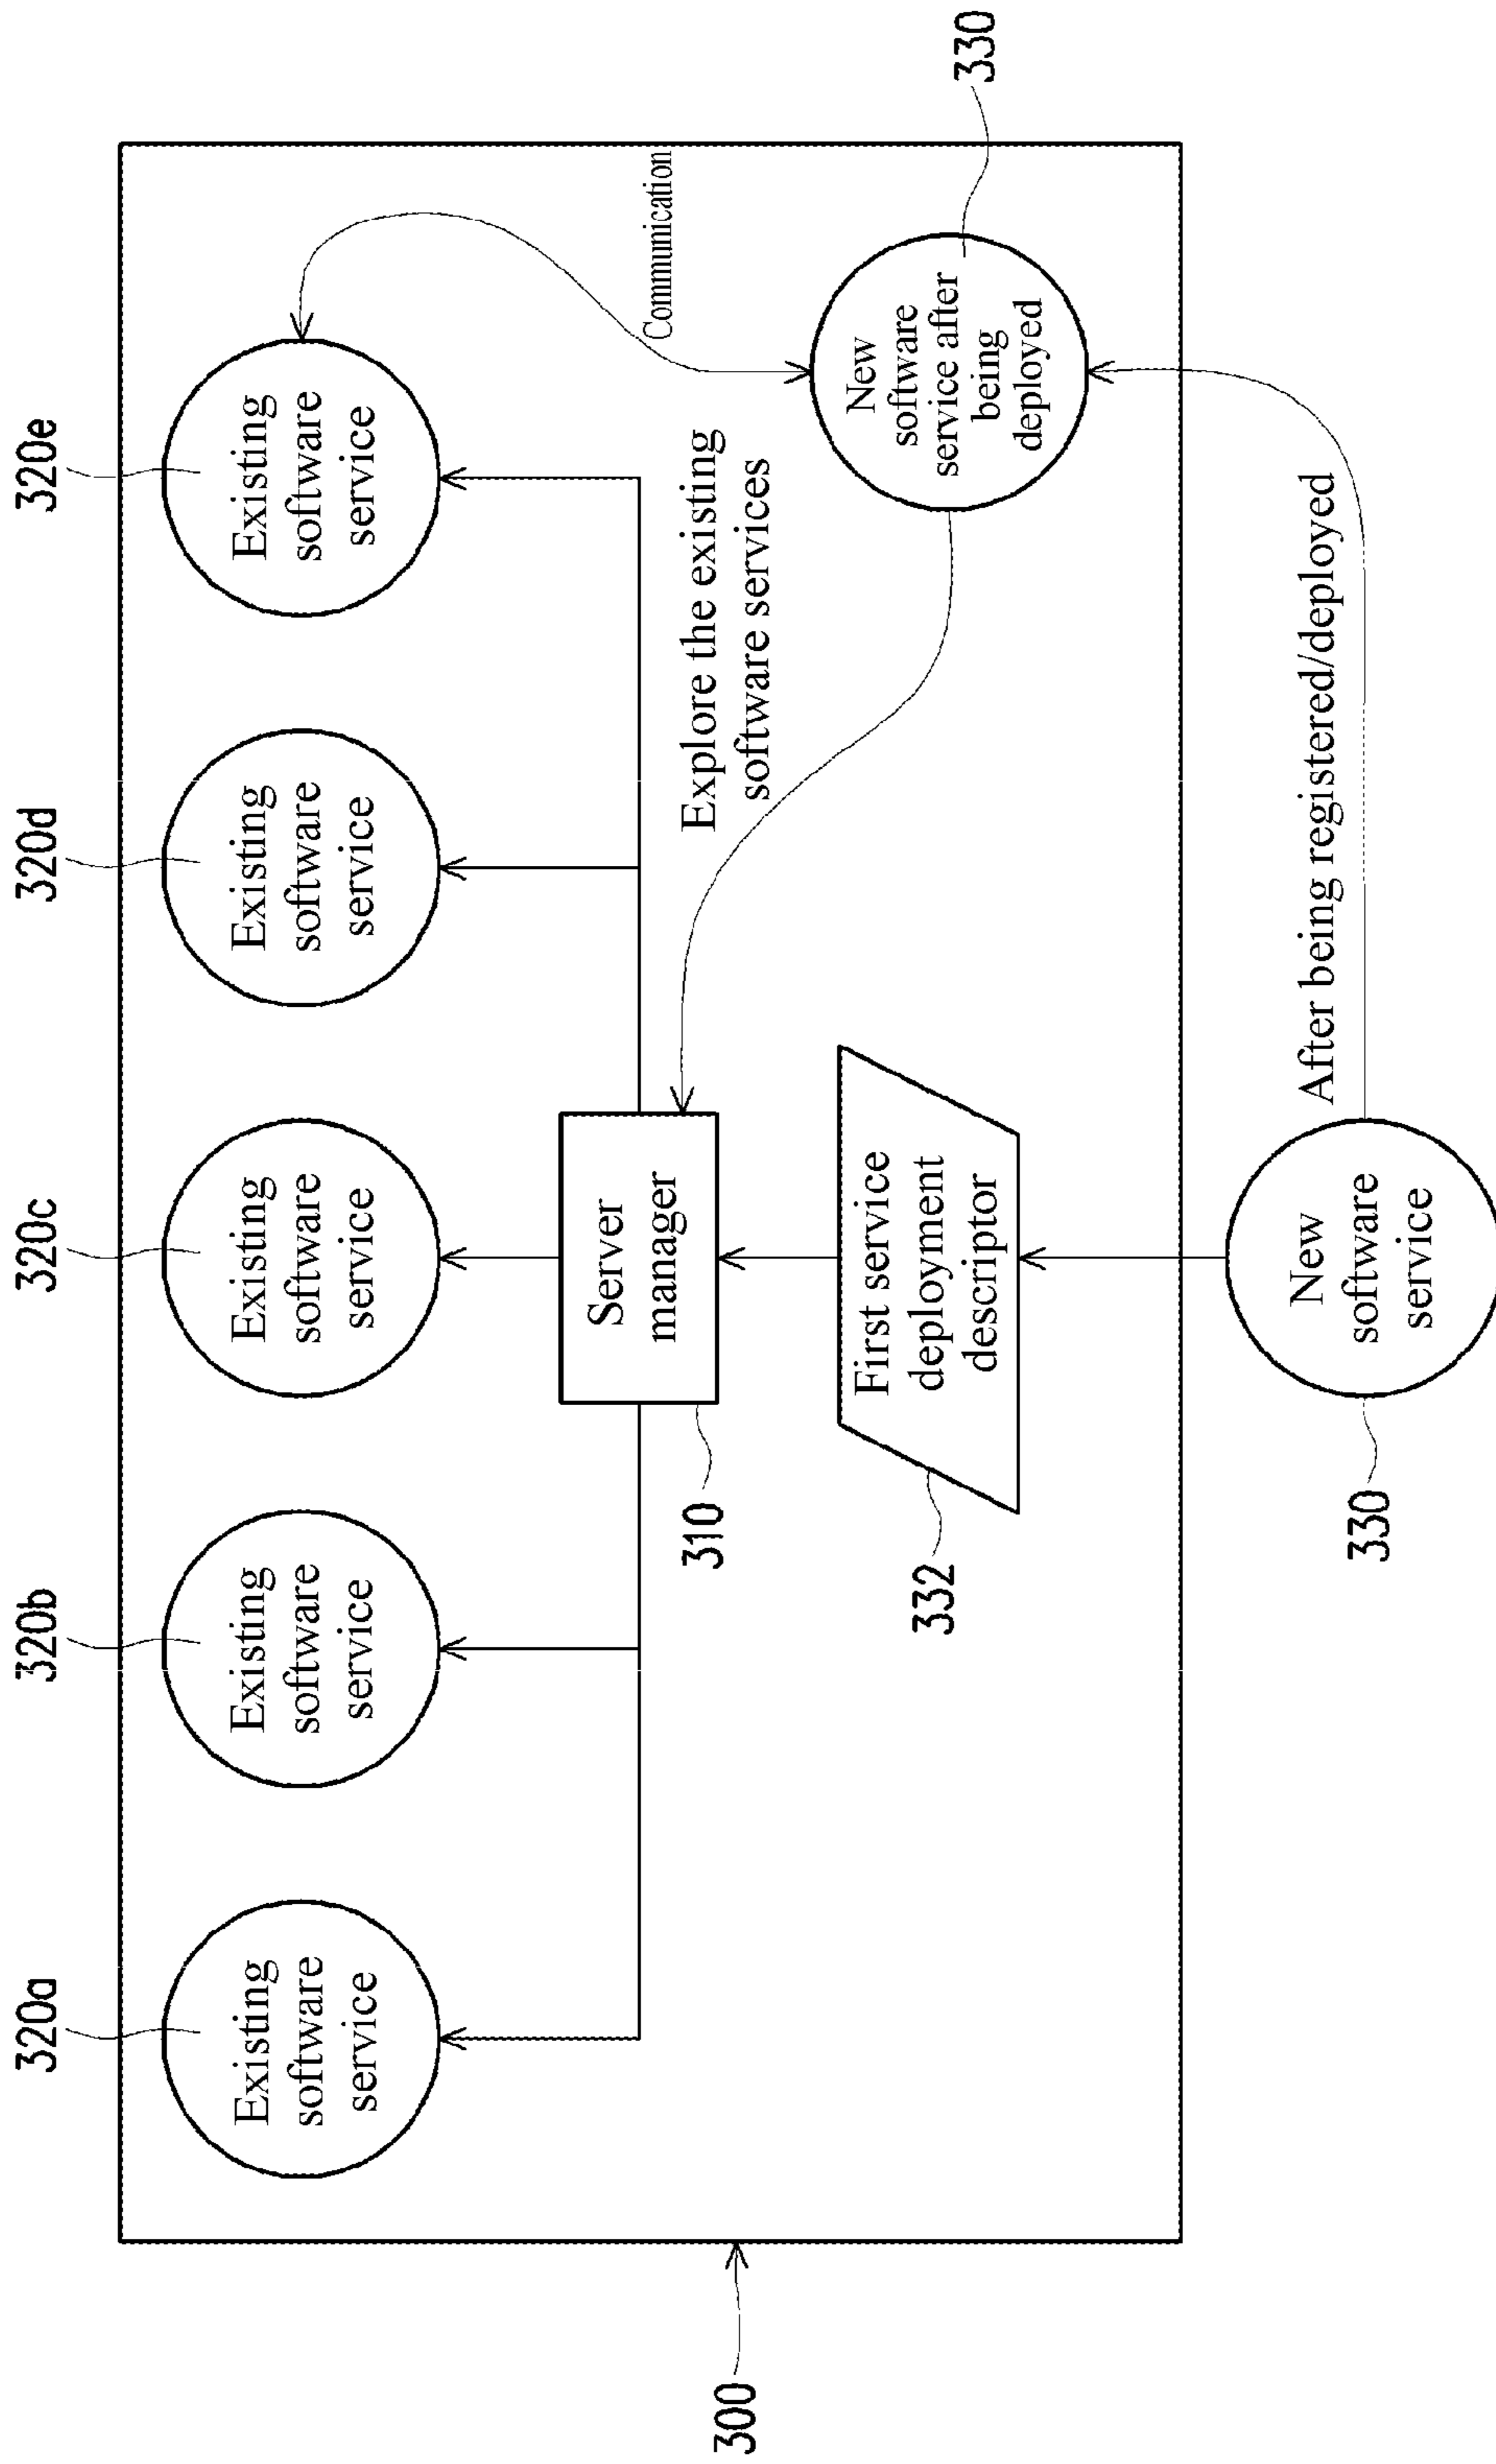 320a
320b
320c
320d
320e
Existing
software
service
Existing
software
service
Existing
software
service
Existing
software
service
Existing
software
service
Communication
Server
manager
310
Explore the existing
software services
300
First service
deployment
descriptor
332
New
software
service after
being
deployed
330
After being registered/deployed
New
software
service
330